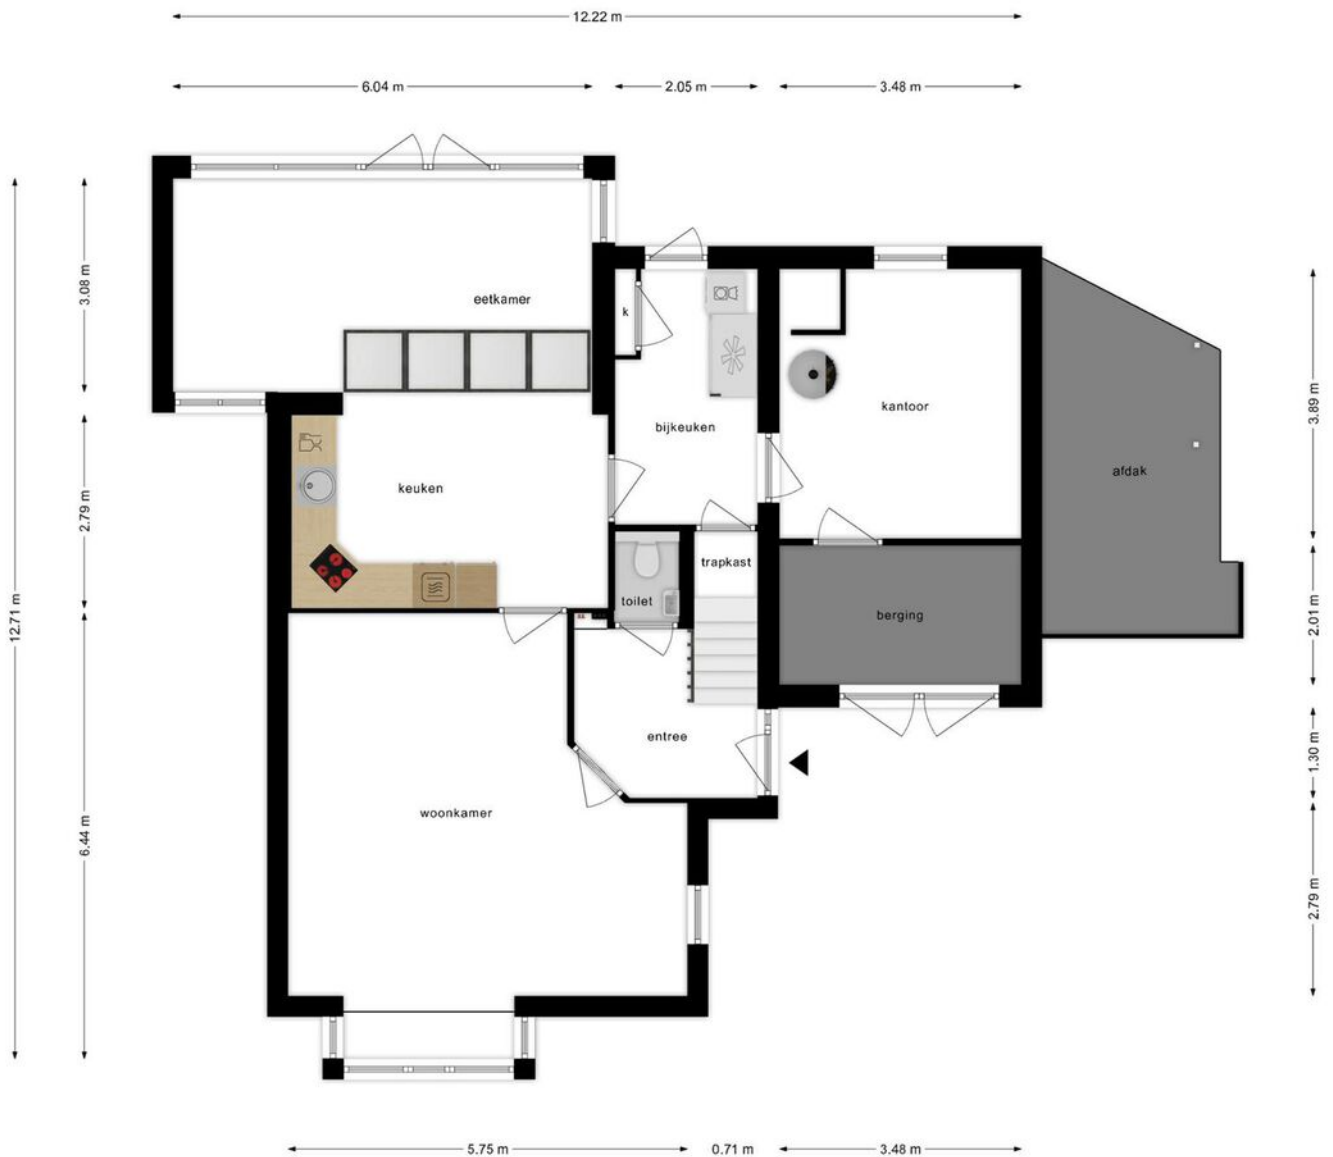 12.22 m
6.04 m
2.05 m
3.48 m
3.08 m
eetkamer
k
bijkeuken
kantoor
3.89 m
afdak
keuken
2.79 m
trapkast
toilet
berging
2.01 m
12.71 m
entree
1.30 m
woonkamer
6.44 m
2.79 m
5.75 m
0.71 m
3.48 m